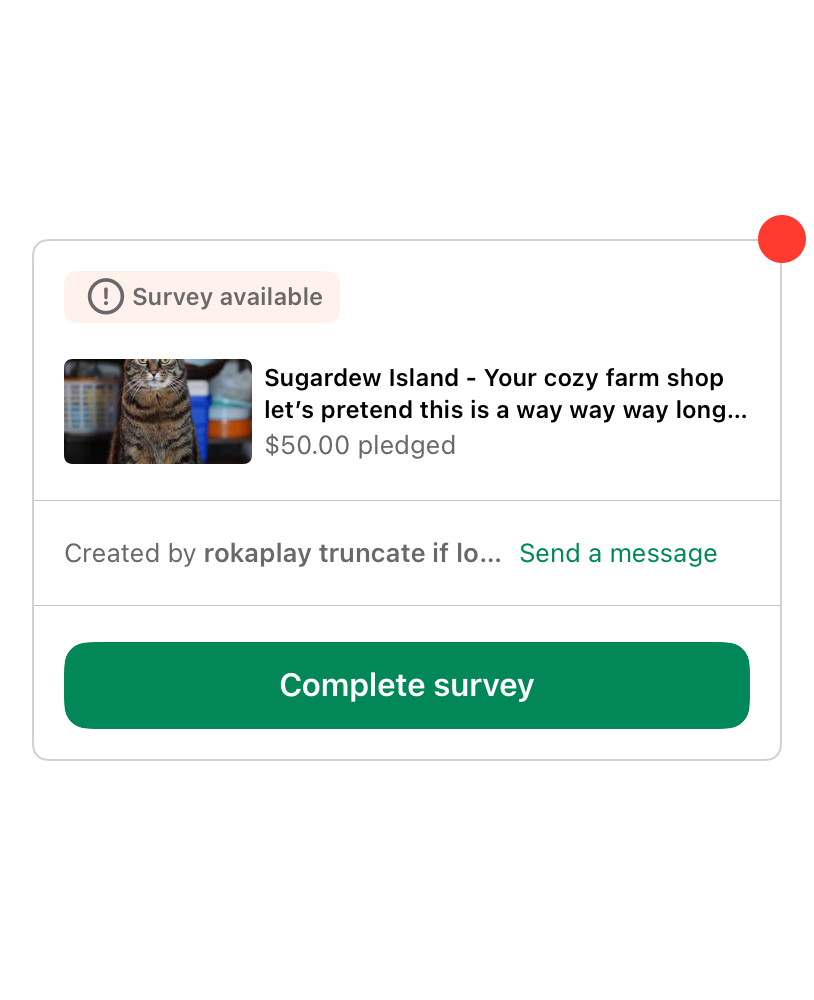 Survey available
Sugardew Island - Your cozy farm shop
let’s pretend this is a way way way long...
$50.00 pledged
Created by rokaplay truncate if lo... Send a message
Complete survey